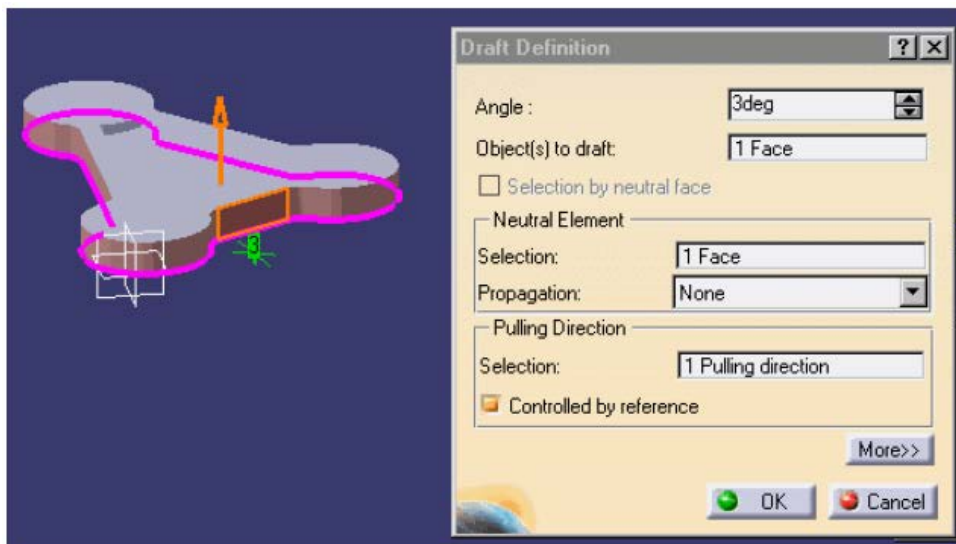 Draft Definition
? X
Angle : 3deg
Object(s) to draft: 1 Face
Selection by neutral face
Neutral Element
Selection: 1 Face
Propagation: None
Pulling Direction
Selection: 1 Pulling direction
Controlled by reference
More>>
OK Cancel
3